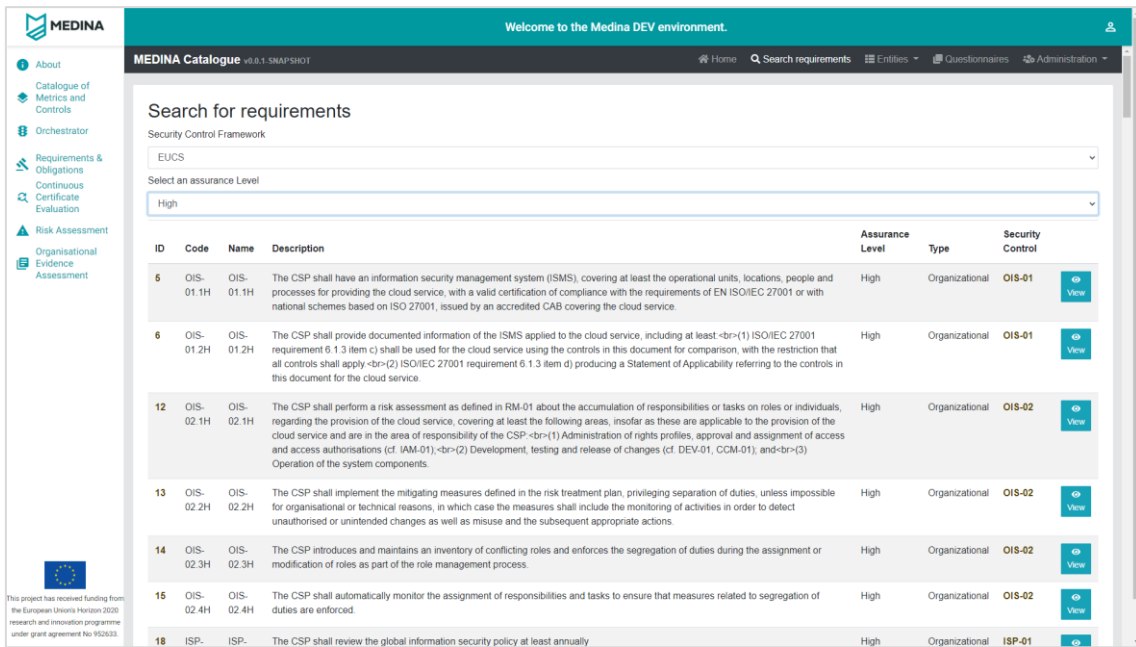 MEDINA
Welcome to the Medina DEV environment.
About
Catalogue of
Metrics and
Controls
Orchestrator
Requirements &
Obligations
Continuous
Certificate
Evaluation
Risk Assessment
Organisational
Evidence
Assessment
This project has received funding from
the European Union's Horizon 2020
research and innovation programme
under grant agreement No 952633.
MEDINA Catalogue v0.0.1-SNAPSHOT
Home Search requirements Entities Questionnaires Administration
Search for requirements
Security Control Framework
EUCS
Select an assurance Level
High
ID Code Name Description Assurance Level Type Security Control
5 OIS-01.1H OIS-01.1H High Organizational OIS-01 View
The CSP shall have an information security management system (ISMS), covering at least the operational units, locations, people and
processes for providing the cloud service, with a valid certification of compliance with the requirements of EN ISO/IEC 27001 or with
national schemes based on ISO 27001, issued by an accredited CAB covering the cloud service.
6 OIS-01.2H OIS-01.2H High Organizational OIS-01 View
The CSP shall provide documented information of the ISMS applied to the cloud service, including at least:<br>(1) ISO/IEC 27001
requirement 6.1.3 item c) shall be used for the cloud service using the controls in this document for comparison, with the restriction that
all controls shall apply.<br>(2) ISO/IEC 27001 requirement 6.1.3 item d) producing a Statement of Applicability referring to the controls in
this document for the cloud service.
12 OIS-02.1H OIS-02.1H High Organizational OIS-02 View
The CSP shall perform a risk assessment as defined in RM-01 about the accumulation of responsibilities or tasks on roles or individuals,
regarding the provision of the cloud service, covering at least the following areas, insofar as these are applicable to the provision of the
cloud service and are in the area of responsibility of the CSP:<br>(1) Administration of rights profiles, approval and assignment of access
and access authorisations (cf. IAM-01);<br>(2) Development, testing and release of changes (cf. DEV-01, CCM-01); and<br>(3)
Operation of the system components.
13 OIS-02.2H OIS-02.2H High Organizational OIS-02 View
The CSP shall implement the mitigating measures defined in the risk treatment plan, privileging separation of duties, unless impossible
for organisational or technical reasons, in which case the measures shall include the monitoring of activities in order to detect
unauthorised or unintended changes as well as misuse and the subsequent appropriate actions.
14 OIS-02.3H OIS-02.3H High Organizational OIS-02 View
The CSP introduces and maintains an inventory of conflicting roles and enforces the segregation of duties during the assignment or
modification of roles as part of the role management process.
15 OIS-02.4H OIS-02.4H High Organizational OIS-02 View
The CSP shall automatically monitor the assignment of responsibilities and tasks to ensure that measures related to segregation of
duties are enforced.
18 ISP- ISP- The CSP shall review the global information security policy at least annually High Organizational ISP-01